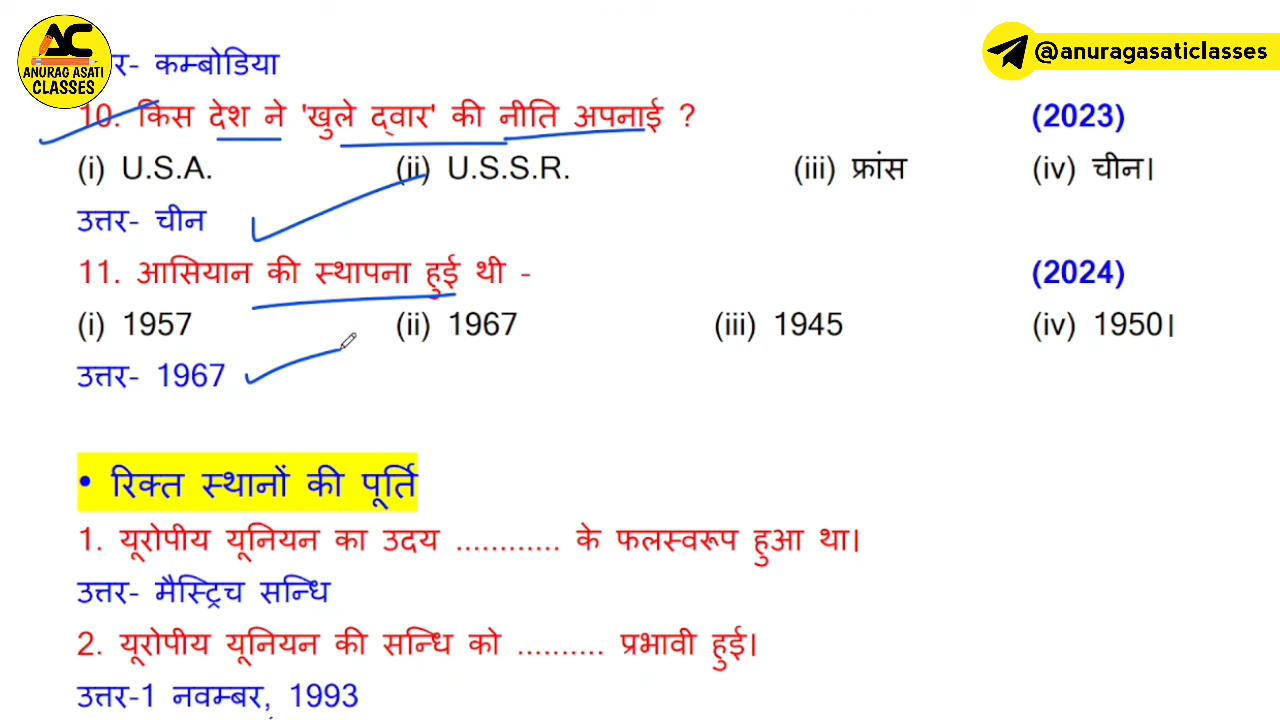 AC
ANURAG ASATI
CLASSES
@anuragasaticlasses
र- कम्बोडिया
10. किस देश ने 'खुले द्वार' की नीति अपनाई ? (2023)
(i) U.S.A. (ii) U.S.S.R. (iii) फ्रांस (iv) चीन।
उत्तर- चीन
11. आसियान की स्थापना हुई थी - (2024)
(i) 1957 (ii) 1967 (iii) 1945 (iv) 1950।
उत्तर- 1967
• रिक्त स्थानों की पूर्ति
1. यूरोपीय यूनियन का उदय ............ के फलस्वरूप हुआ था।
उत्तर- मैस्ट्रिच सन्धि
2. यूरोपीय यूनियन की सन्धि को .......... प्रभावी हुई।
उत्तर-1 नवम्बर, 1993